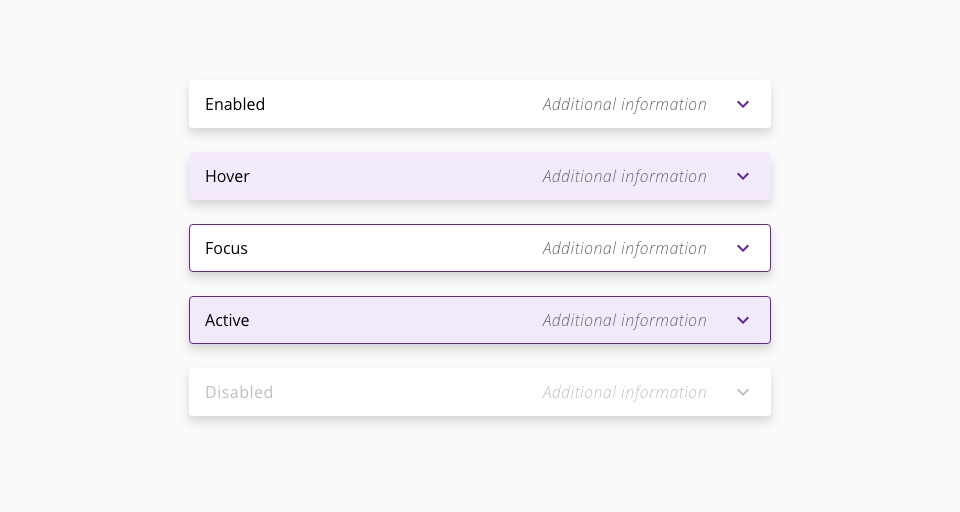 Enabled Additional information
Hover Additional information
Focus Additional information
Active Additional information
Disabled Additional information